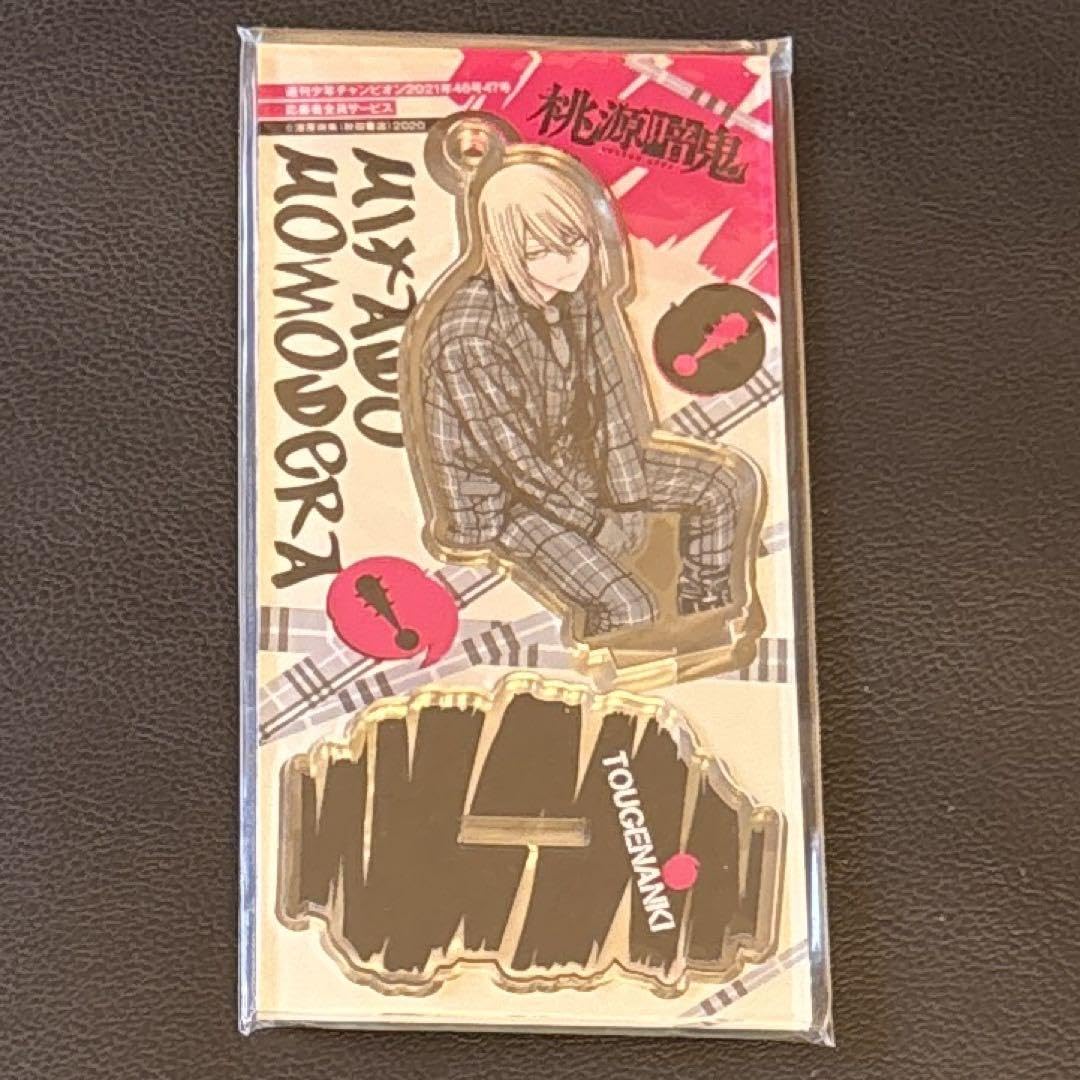 週刊少年チャンピオン2021年46号47号
応募者全員サービス
桃源暗鬼
MIKADO
MOMODERA
TOUGENANKI